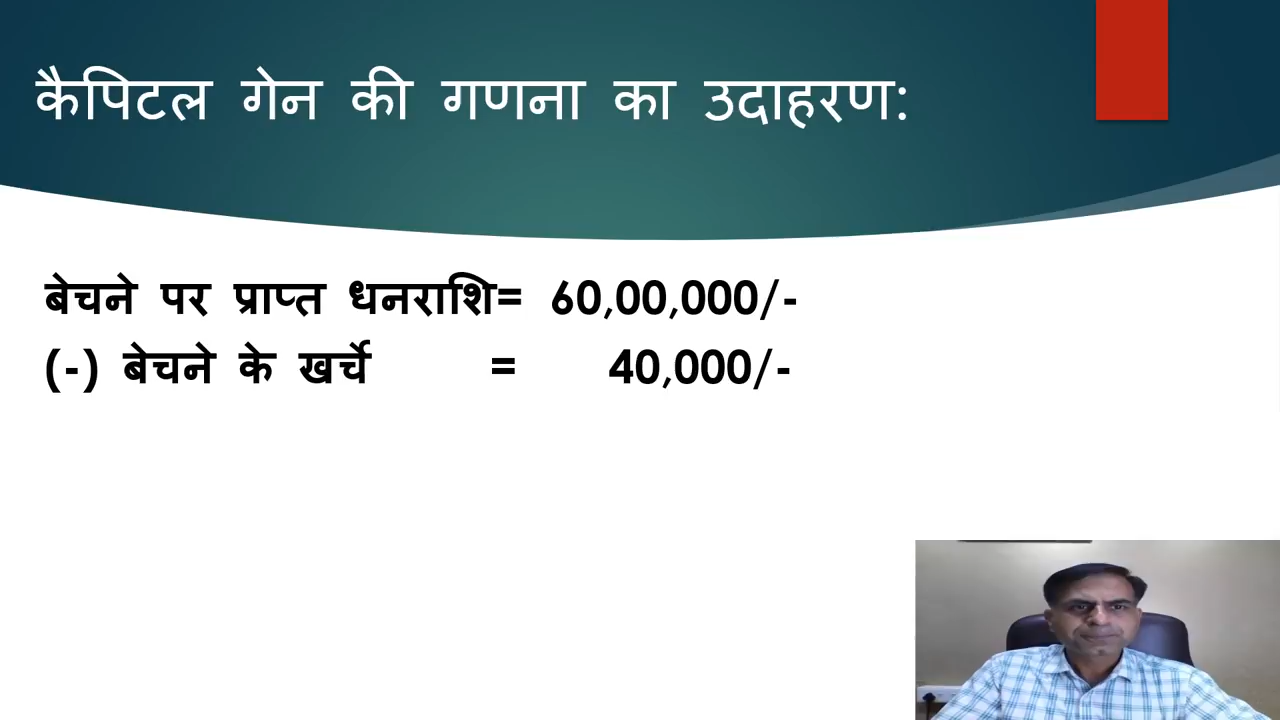 कैपिटल गेन की गणना का उदाहरण:
बेचने पर प्राप्त धनराशि= 60,00,000/-
(-) बेचने के खर्चे = 40,000/-